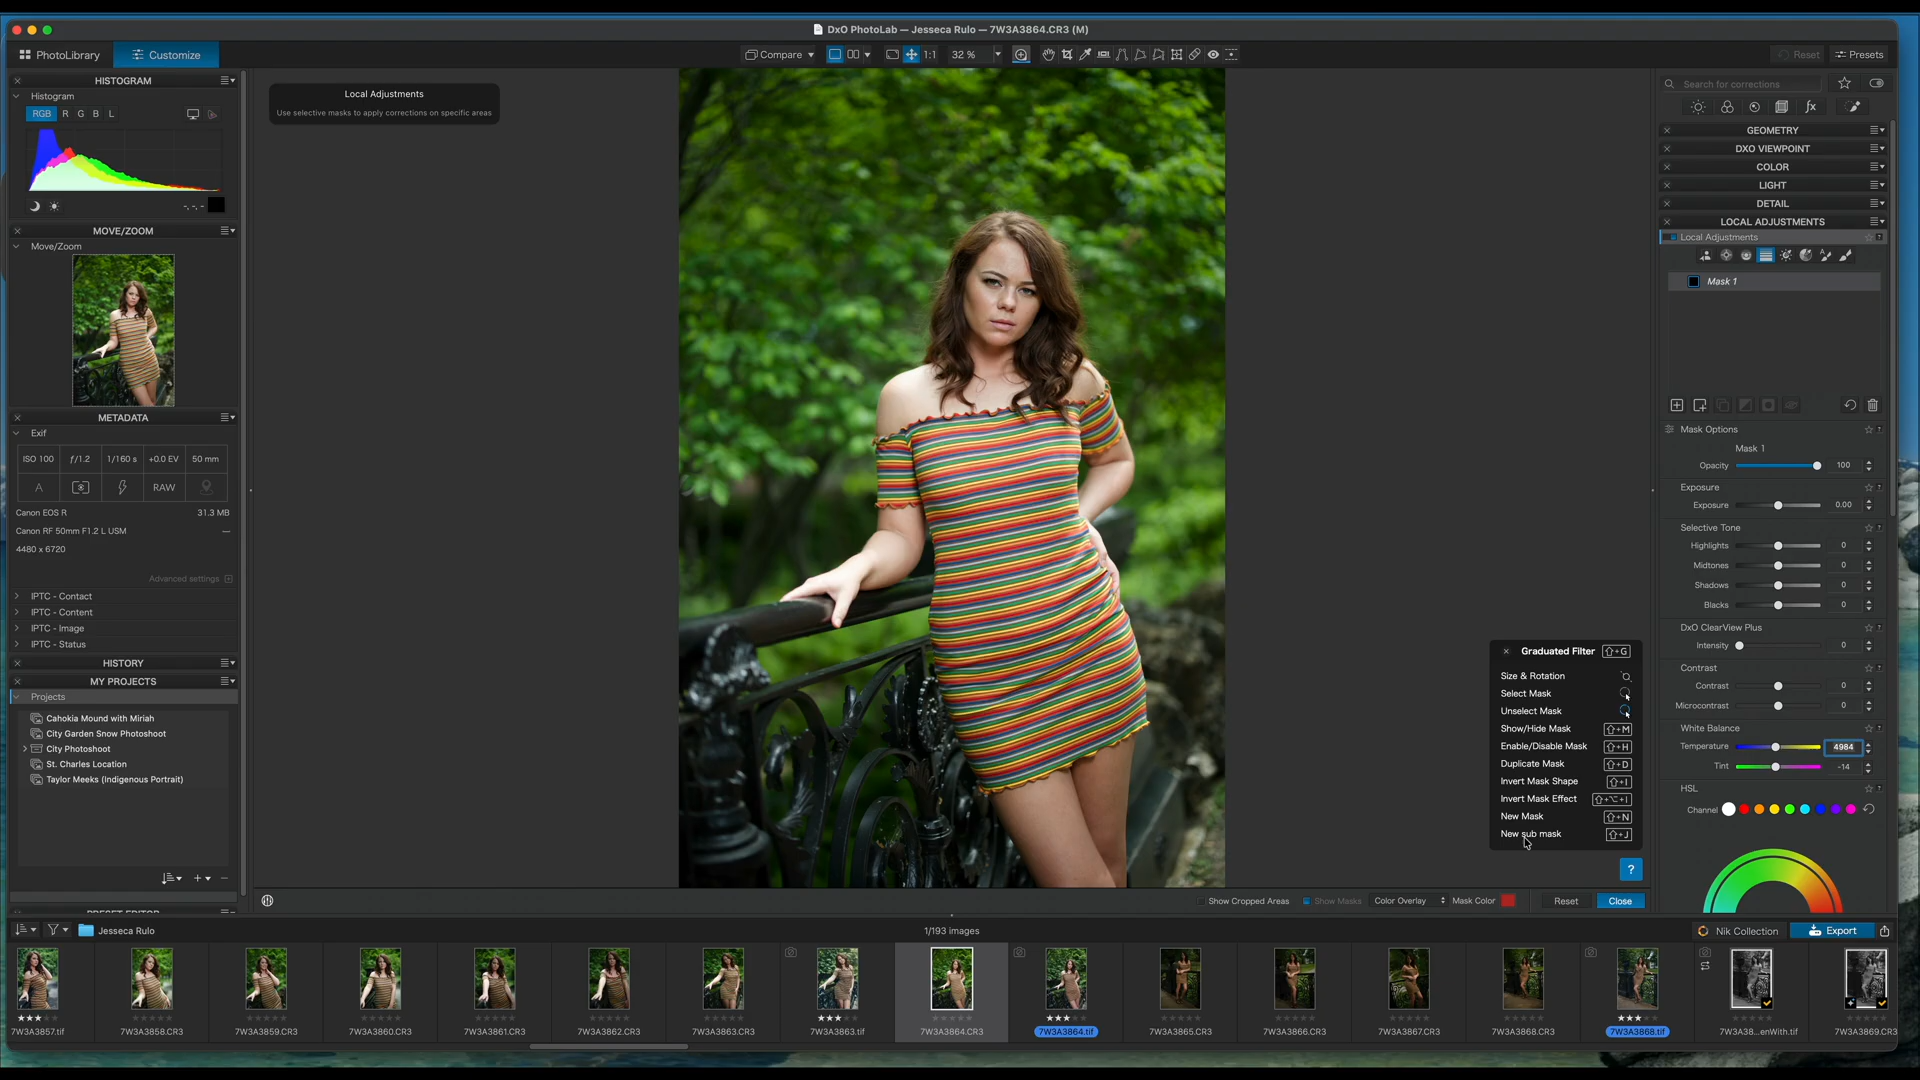 DxO PhotoLab — Jesseca Rulo — 7W3A3864.CR3 (M)
PhotoLibrary
Customize
Compare
1:1
32 %
Reset
Presets
HISTOGRAM
Histogram
RGB R G B L
-, -, -
MOVE/ZOOM
Move/Zoom
METADATA
Exif
ISO 100 ƒ/1.2 1/160 s +0.0 EV 50 mm
A RAW
Canon EOS R 31.3 MB
Canon RF 50mm F1.2 L USM —
4480 x 6720
Advanced settings
IPTC - Contact
IPTC - Content
IPTC - Image
IPTC - Status
HISTORY
MY PROJECTS
Projects
Cahokia Mound with Miriah
City Garden Snow Photoshoot
City Photoshoot
St. Charles Location
Taylor Meeks (Indigenous Portrait)
PRESET EDITOR
Local Adjustments
Use selective masks to apply corrections on specific areas
Graduated Filter ⇧+G
Size & Rotation
Select Mask
Unselect Mask
Show/Hide Mask ⇧+M
Enable/Disable Mask ⇧+H
Duplicate Mask ⇧+D
Invert Mask Shape ⇧+I
Invert Mask Effect ⇧+⌥+I
New Mask ⇧+N
New sub mask ⇧+J
?
Show Cropped Areas
Show Masks
Color Overlay
Mask Color
Reset
Close
Search for corrections
fx
GEOMETRY
DXO VIEWPOINT
COLOR
LIGHT
DETAIL
LOCAL ADJUSTMENTS
Local Adjustments
Mask 1
Mask Options
Mask 1
Opacity 100
Exposure
Exposure 0.00
Selective Tone
Highlights 0
Midtones 0
Shadows 0
Blacks 0
DxO ClearView Plus
Intensity 0
Contrast
Contrast 0
Microcontrast 0
White Balance
Temperature 4984
Tint -14
HSL
Channel
Jesseca Rulo
1/193 images
Nik Collection
Export
7W3A3857.tif
7W3A3858.CR3
7W3A3859.CR3
7W3A3860.CR3
7W3A3861.CR3
7W3A3862.CR3
7W3A3863.CR3
7W3A3863.tif
7W3A3864.CR3
7W3A3864.tif
7W3A3865.CR3
7W3A3866.CR3
7W3A3867.CR3
7W3A3868.CR3
7W3A3868.tif
7W3A38...enWith.tif
7W3A3869.CR3